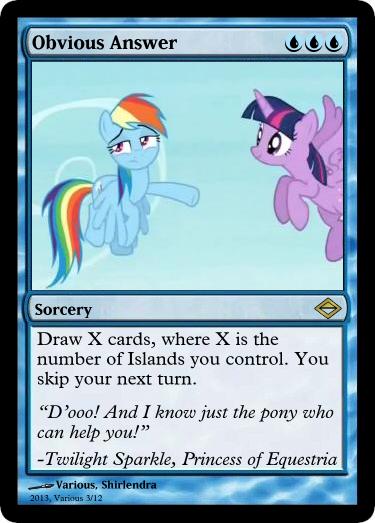 Obvious Answer
Sorcery
Draw X cards, where X is the
number of Islands you control. You
skip your next turn.
“D’ooo! And I know just the pony who
can help you!”
-Twilight Sparkle, Princess of Equestria
Various, Shirlendra
2013, Various 3/12